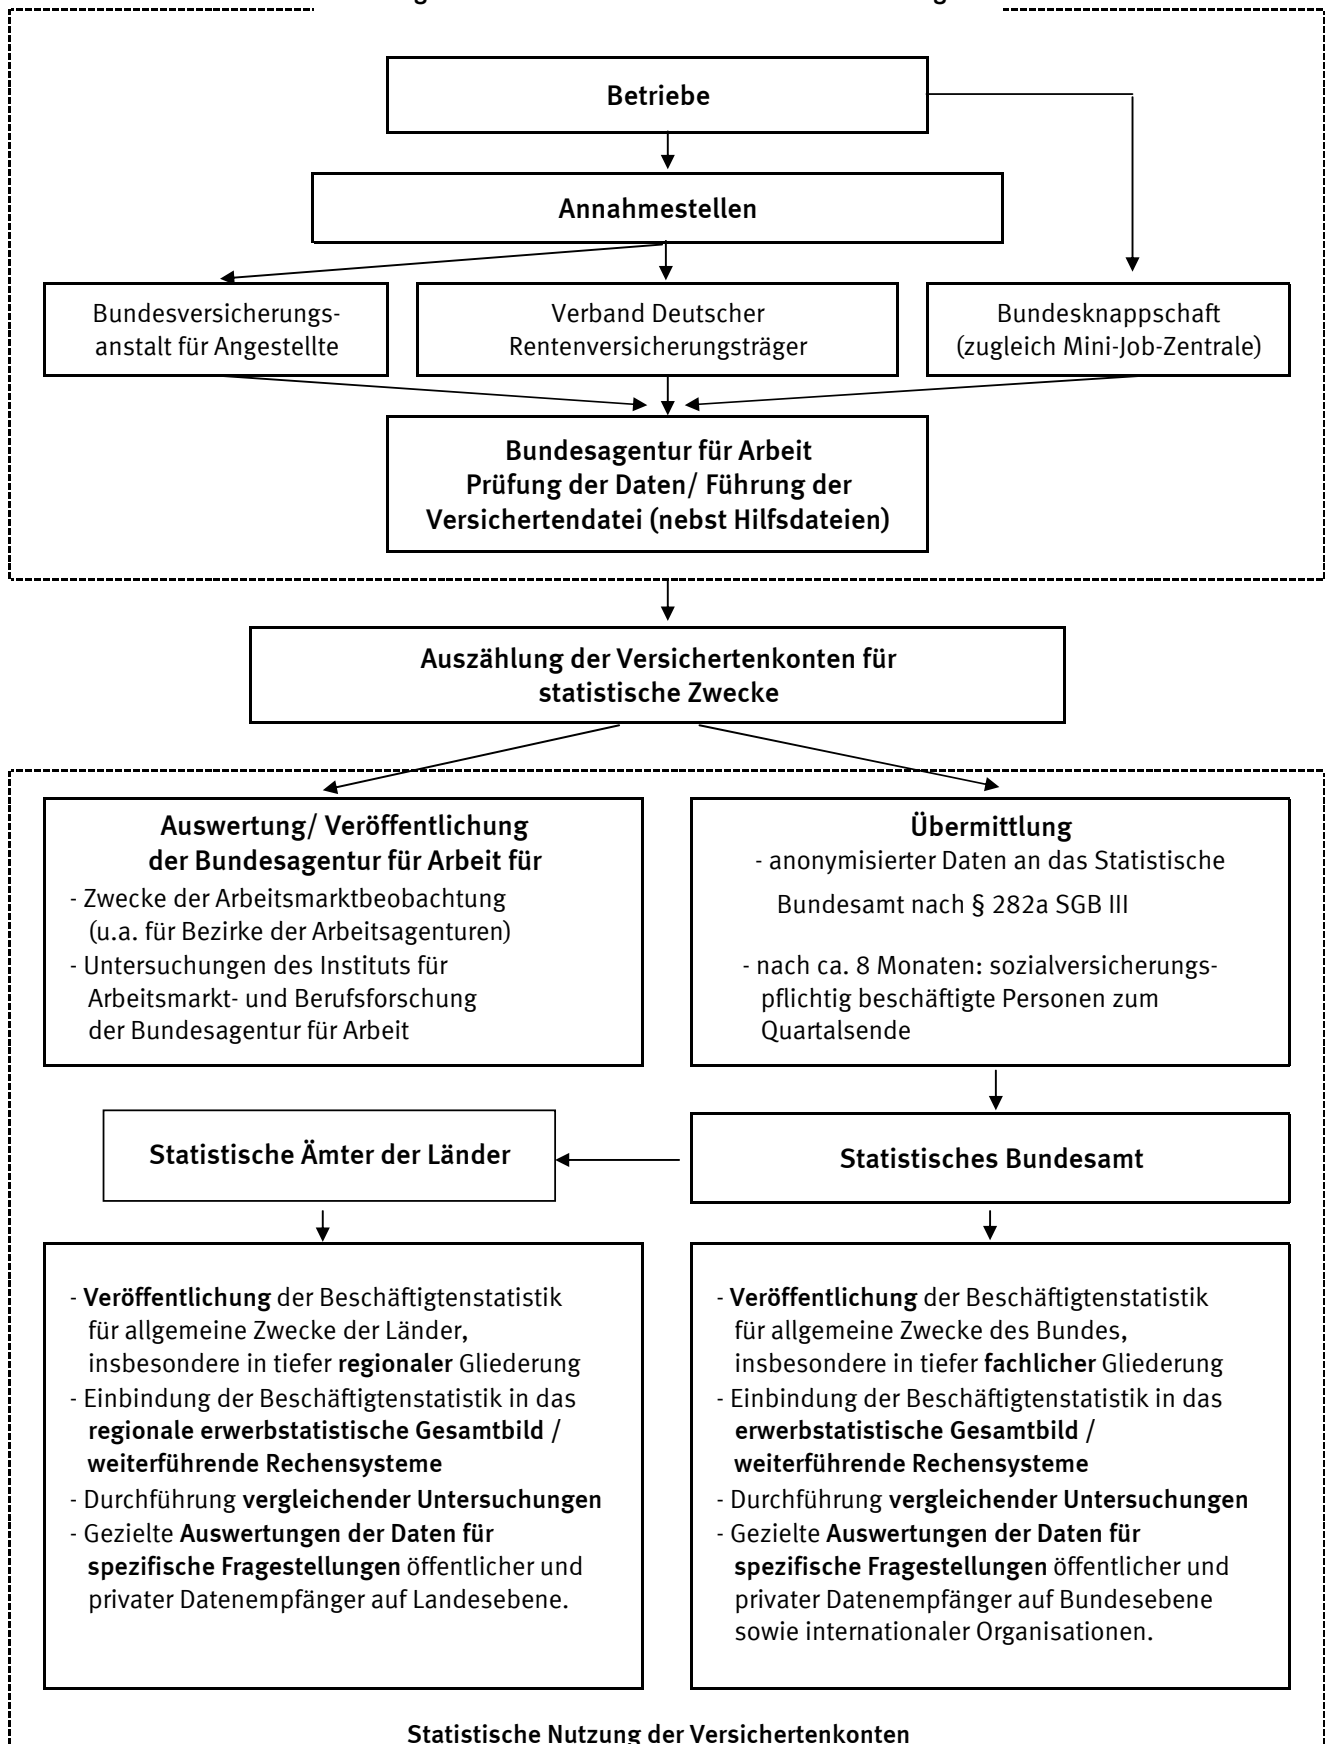 Betriebe
Annahmestellen
Bundesversicherungs-
anstalt für Angestellte
Verband Deutscher
Rentenversicherungsträger
Bundesknappschaft
(zugleich Mini-Job-Zentrale)
Bundesagentur für Arbeit
Prüfung der Daten/ Führung der
Versichertendatei (nebst Hilfsdateien)
Auszählung der Versichertenkonten für
statistische Zwecke
Auswertung/ Veröffentlichung
der Bundesagentur für Arbeit für
- Zwecke der Arbeitsmarktbeobachtung
(u.a. für Bezirke der Arbeitsagenturen)
- Untersuchungen des Instituts für
Arbeitsmarkt- und Berufsforschung
der Bundesagentur für Arbeit
Übermittlung
- anonymisierter Daten an das Statistische
Bundesamt nach § 282a SGB III
- nach ca. 8 Monaten: sozialversicherungs-
pflichtig beschäftigte Personen zum
Quartalsende
Statistische Ämter der Länder
Statistisches Bundesamt
- Veröffentlichung der Beschäftigtenstatistik
für allgemeine Zwecke der Länder,
insbesondere in tiefer regionaler Gliederung
- Einbindung der Beschäftigtenstatistik in das
regionale erwerbstatistische Gesamtbild /
weiterführende Rechensysteme
- Durchführung vergleichender Untersuchungen
- Gezielte Auswertungen der Daten für
spezifische Fragestellungen öffentlicher und
privater Datenempfänger auf Landesebene.
- Veröffentlichung der Beschäftigtenstatistik
für allgemeine Zwecke des Bundes,
insbesondere in tiefer fachlicher Gliederung
- Einbindung der Beschäftigtenstatistik in das
erwerbstatistische Gesamtbild /
weiterführende Rechensysteme
- Durchführung vergleichender Untersuchungen
- Gezielte Auswertungen der Daten für
spezifische Fragestellungen öffentlicher und
privater Datenempfänger auf Bundesebene
sowie internationaler Organisationen.
Statistische Nutzung der Versichertenkonten